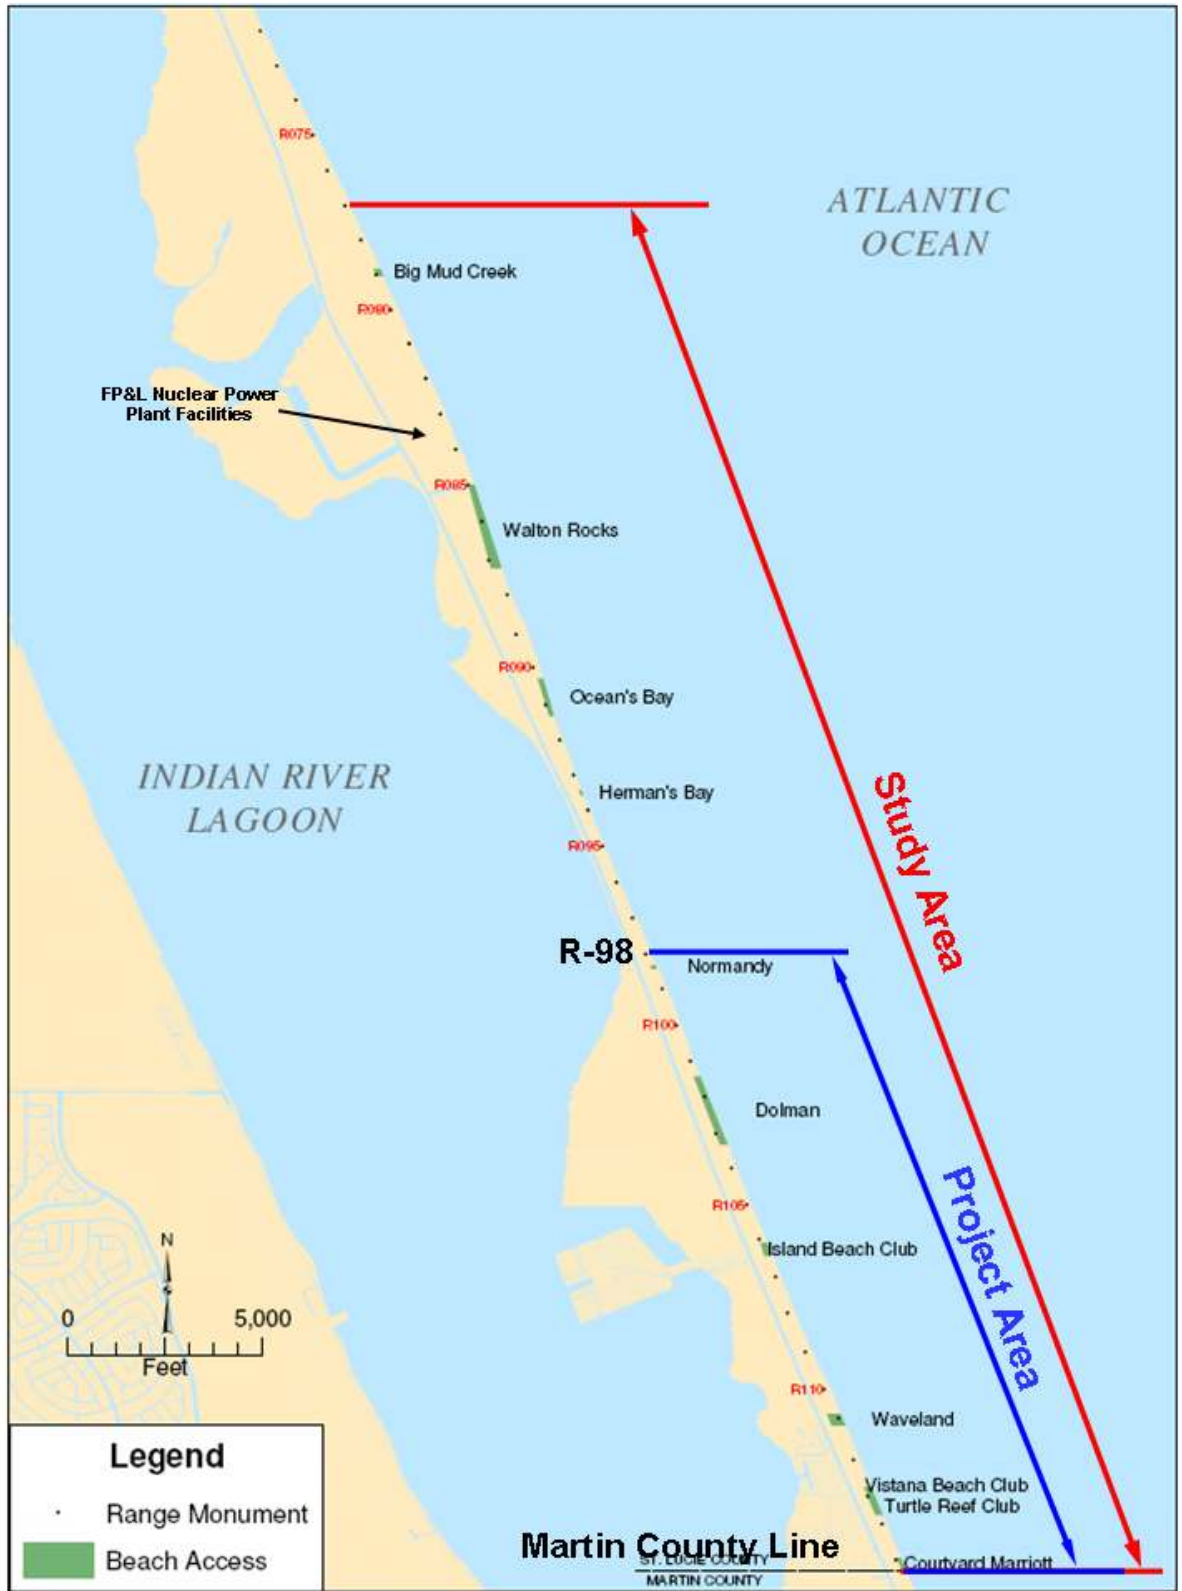 R075
ATLANTIC
OCEAN
Big Mud Creek
R080
FP&L Nuclear Power
Plant Facilities
R085
Walton Rocks
R090
Ocean's Bay
INDIAN RIVER
LAGOON
Herman's Bay
Study Area
R095
R-98
Normandy
R100
Dolman
Project Area
R105
Island Beach Club
N
0 5,000
Feet
R110
Waveland
Legend
Range Monument
Beach Access
Vistana Beach Club
Turtle Reef Club
Martin County Line
ST. LUCIE COUNTY
MARTIN COUNTY
Courtyard Marriott